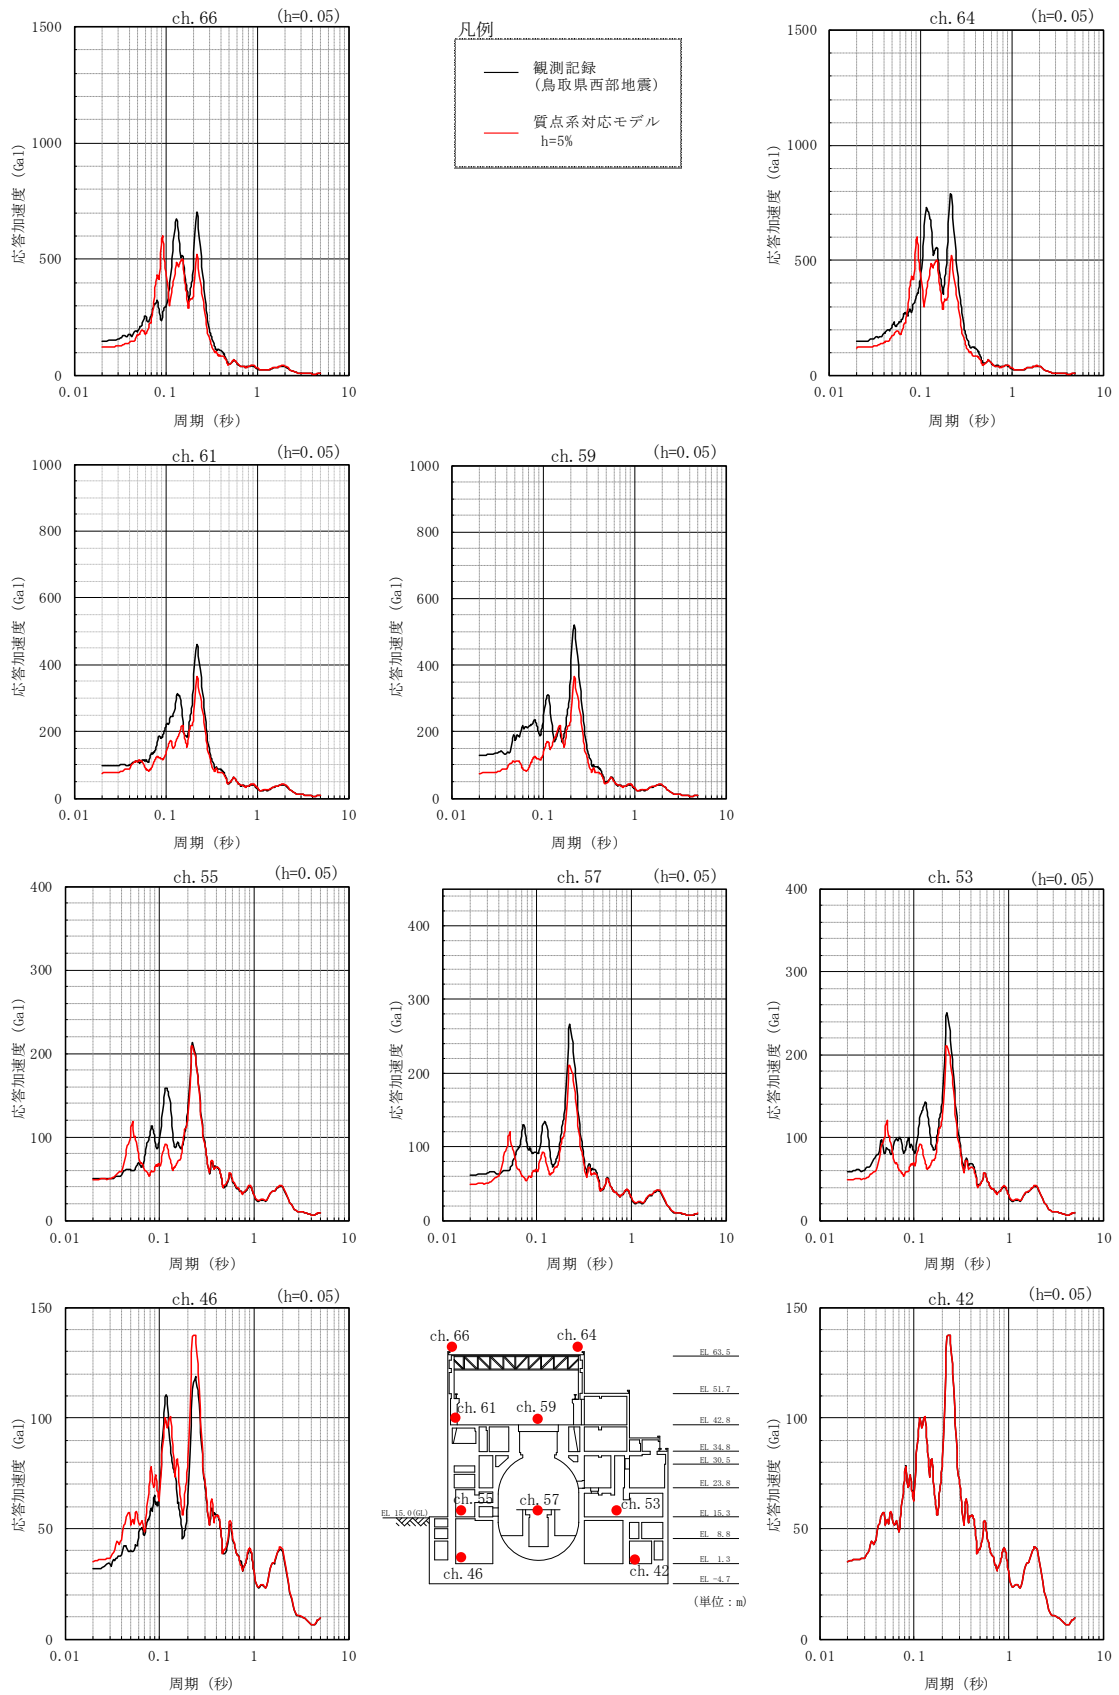 ch.66 (h=0.05)
1500
1000
500
0
0.01 0.1 1 10
応答加速度 (Gal)
周期 (秒)
凡例
観測記録
(鳥取県西部地震)
質点系対応モデル
h=5%
ch.64 (h=0.05)
1500
1000
500
0
0.01 0.1 1 10
応答加速度 (Gal)
周期 (秒)
ch.61 (h=0.05)
1000
800
600
400
200
0
0.01 0.1 1 10
応答加速度 (Gal)
周期 (秒)
ch.59 (h=0.05)
1000
800
600
400
200
0
0.01 0.1 1 10
応答加速度 (Gal)
周期 (秒)
ch.55 (h=0.05)
400
300
200
100
0
0.01 0.1 1 10
応答加速度 (Gal)
周期 (秒)
ch.57 (h=0.05)
400
300
200
100
0
0.01 0.1 1 10
応答加速度 (Gal)
周期 (秒)
ch.53 (h=0.05)
400
300
200
100
0
0.01 0.1 1 10
応答加速度 (Gal)
周期 (秒)
ch.46 (h=0.05)
150
100
50
0
0.01 0.1 1 10
応答加速度 (Gal)
周期 (秒)
ch.66 ch.64
EL 63.5
EL 51.7
ch.61 ch.59
EL 42.8
EL 34.8
EL 30.5
EL 23.8
ch.55 ch.57 ch.53
EL 15.0(GL)
EL 15.3
EL 8.8
EL 1.3
ch.46 ch.42
EL -4.7
(単位:m)
ch.42 (h=0.05)
150
100
50
0
0.01 0.1 1 10
応答加速度 (Gal)
周期 (秒)